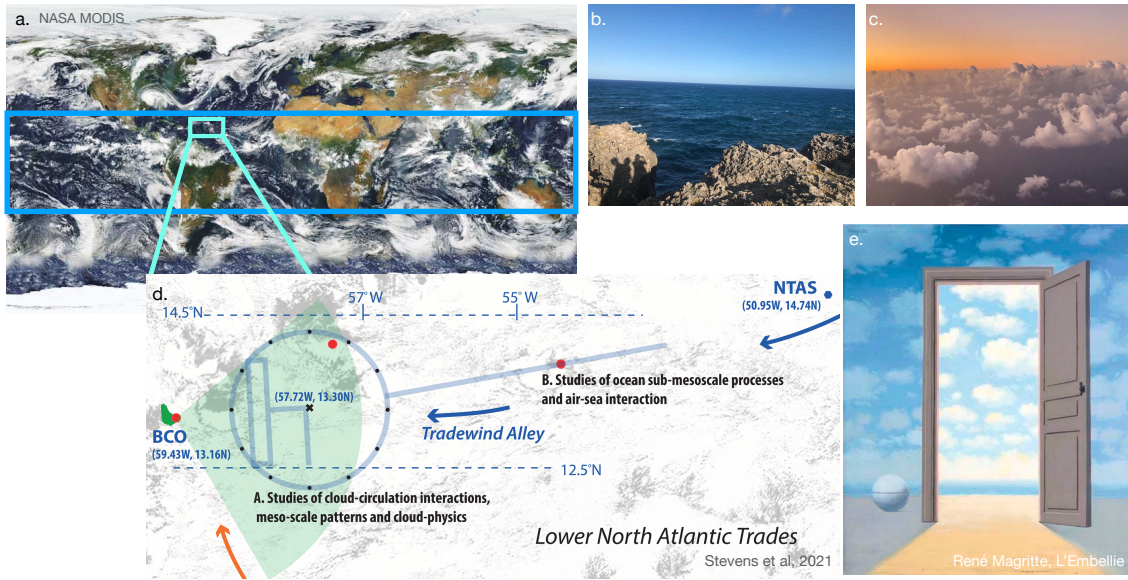 a. NASA MODIS
b.
c.
d.
57°W
55°W
NTAS
(50.95W, 14.74N)
14.5°N
e.
B. Studies of ocean sub-mesoscale processes
and air-sea interaction
(57.72W, 13.30N)
Tradewind Alley
BCO
(59.43W, 13.16N)
12.5°N
A. Studies of cloud-circulation interactions,
meso-scale patterns and cloud-physics
Lower North Atlantic Trades
Stevens et al, 2021
René Magritte, L'Embellie